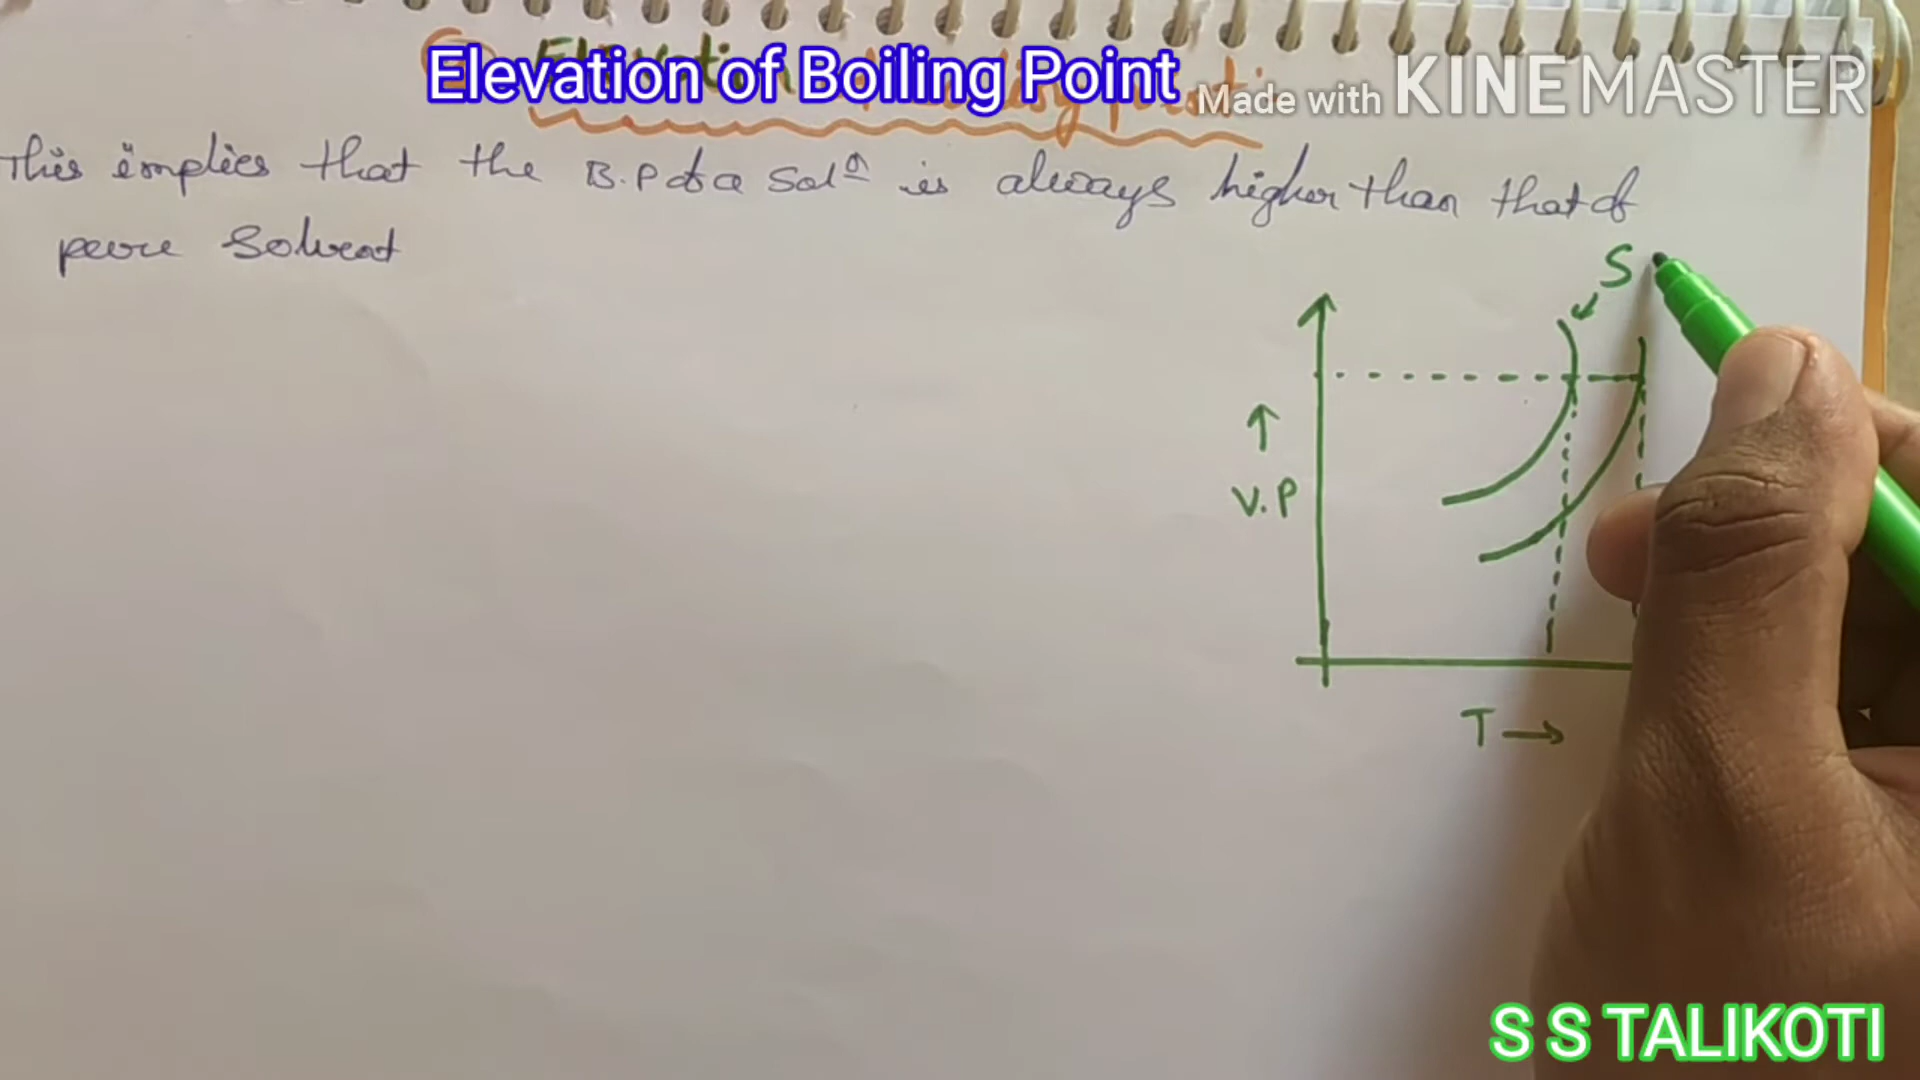 Elevation of Boiling Point
Made with KINEMASTER
This implies that the B.P of a Solⁿ is always higher than that of
pure Solvent
S
↑
V.P
T →
S S TALIKOTI